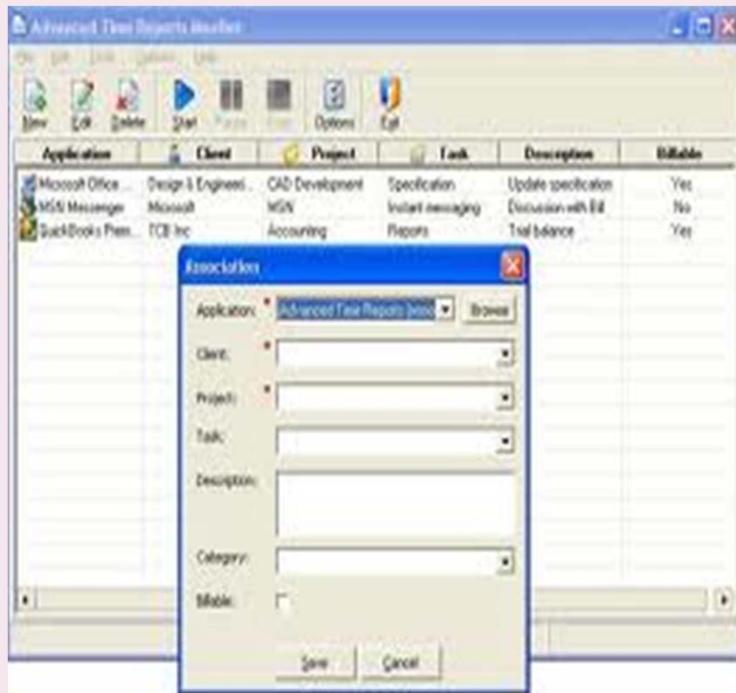 Advanced Time Reports Monitor
File Edit Tools Options Help
New Edit Delete Start Pause Stop Options Exit
Application Client Project Task Description Billable
Microsoft Office ... Design & Engineeri... CAD Development Specification Update specification Yes
MSN Messenger Microsoft MSN Instant messaging Discussion with Bill No
QuickBooks Prem... TCB Inc Accounting Reports Trial balance Yes
Association
Application: * Advanced Time Reports Browse
Client: *
Project: *
Task:
Description:
Category:
Billable:
Save Cancel